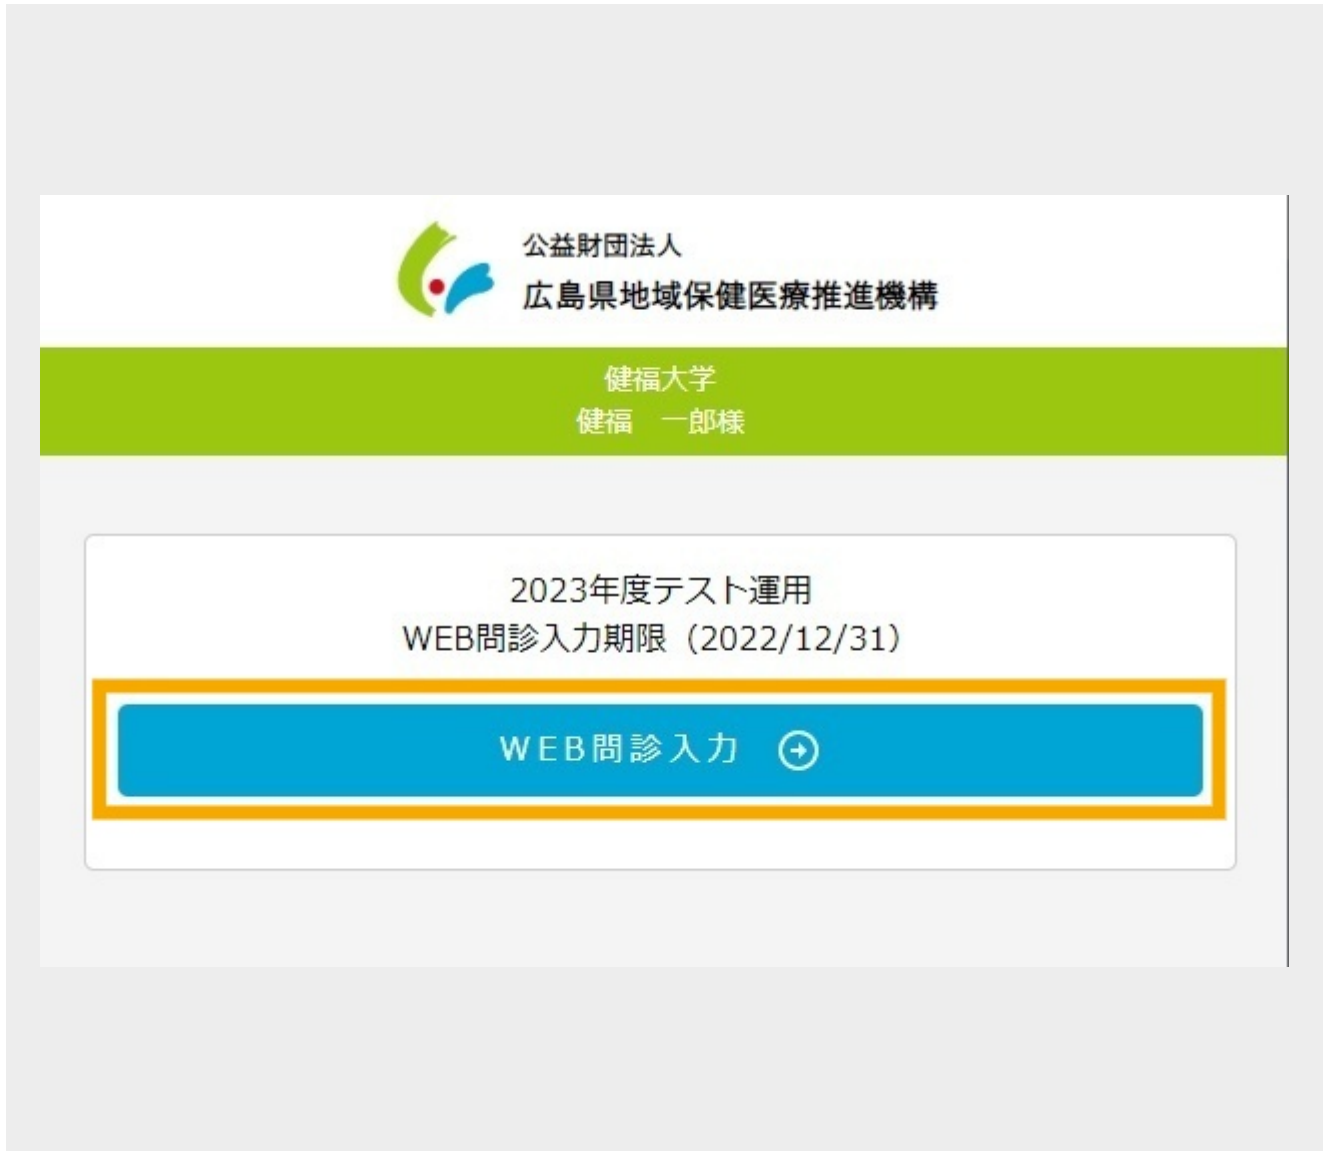 公益財団法人
広島県地域保健医療推進機構
健福大学
健福　一郎様
2023年度テスト運用
WEB問診入力期限（2022/12/31）
WEB問診入力